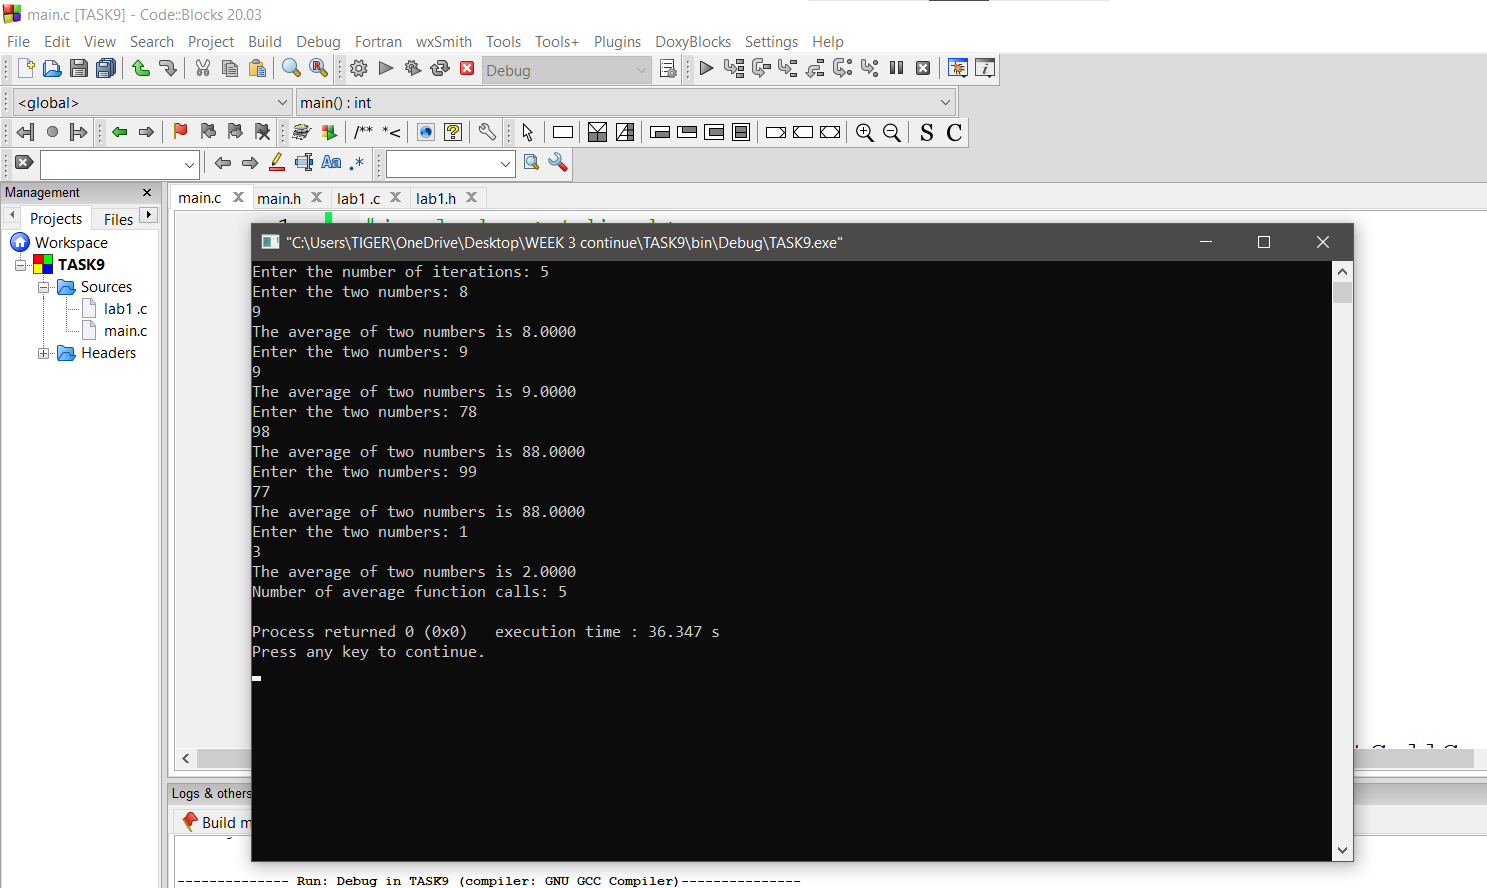 main.c [TASK9] - Code::Blocks 20.03
File Edit View Search Project Build Debug Fortran wxSmith Tools Tools+ Plugins DoxyBlocks Settings Help
Debug
<global> main() : int
/** *<
S C
Aa .*
Management
main.c main.h lab1 .c lab1.h
Projects Files
1
Workspace
TASK9
Sources
lab1 .c
main.c
Headers
"C:\Users\TIGER\OneDrive\Desktop\WEEK 3 continue\TASK9\bin\Debug\TASK9.exe"
Enter the number of iterations: 5
Enter the two numbers: 8
9
The average of two numbers is 8.0000
Enter the two numbers: 9
9
The average of two numbers is 9.0000
Enter the two numbers: 78
98
The average of two numbers is 88.0000
Enter the two numbers: 99
77
The average of two numbers is 88.0000
Enter the two numbers: 1
3
The average of two numbers is 2.0000
Number of average function calls: 5
Process returned 0 (0x0) execution time : 36.347 s
Press any key to continue.
Logs & others
Build m
-------------- Run: Debug in TASK9 (compiler: GNU GCC Compiler)---------------